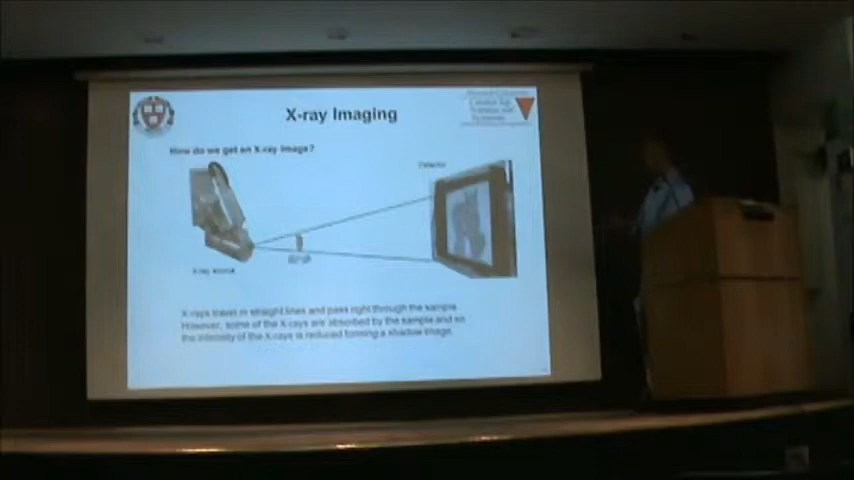 X-ray Imaging
How do we get an X-ray Image?
Detector
X-ray source
X-rays travel in straight lines and pass right through the sample.
However, some of the X-rays are absorbed by the sample and so
the intensity of the X-rays is reduced forming a shadow image.